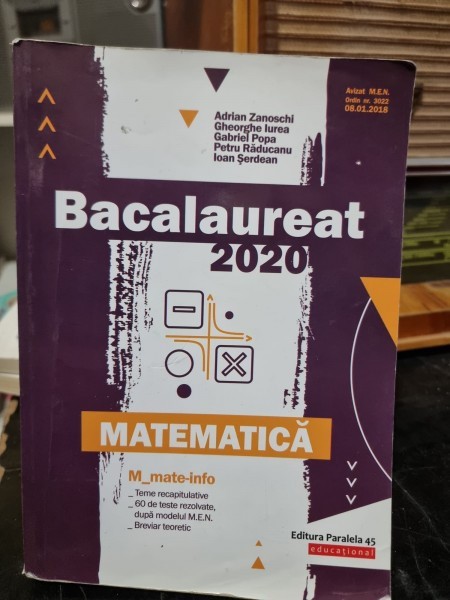 Adrian Zanoschi
Gheorghe Iurea
Gabriel Popa
Petru Răducanu
Ioan Șerdean
Avizat M.E.N.
Ordin nr. 3022
08.01.2018
Bacalaureat
2020
MATEMATICĂ
M_mate-info
_ Teme recapitulative
_ 60 de teste rezolvate,
după modelul M.E.N.
_ Breviar teoretic
Editura Paralela 45
educațional